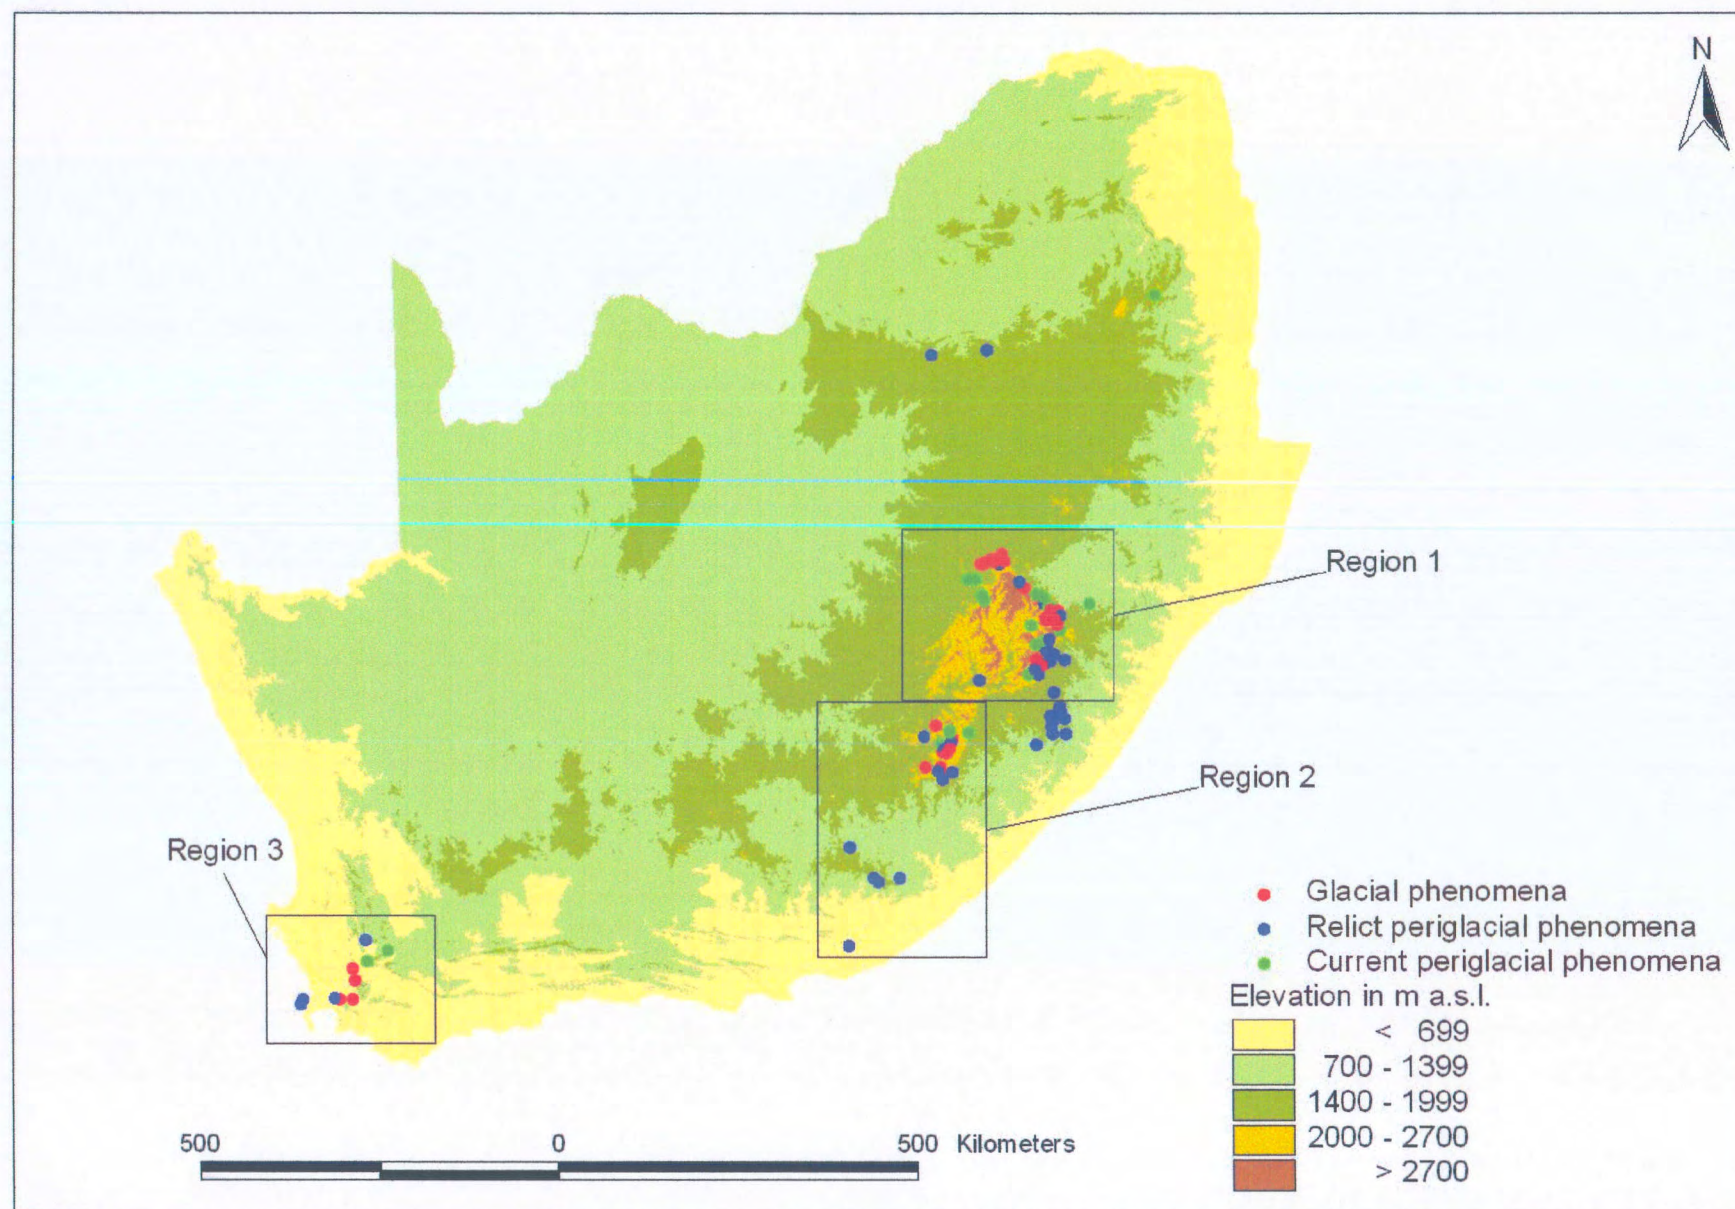 N
Region 1
Region 2
Region 3
Glacial phenomena
Relict periglacial phenomena
Current periglacial phenomena
Elevation in m a.s.l.
< 699
700 - 1399
1400 - 1999
2000 - 2700
> 2700
500 0 500 Kilometers